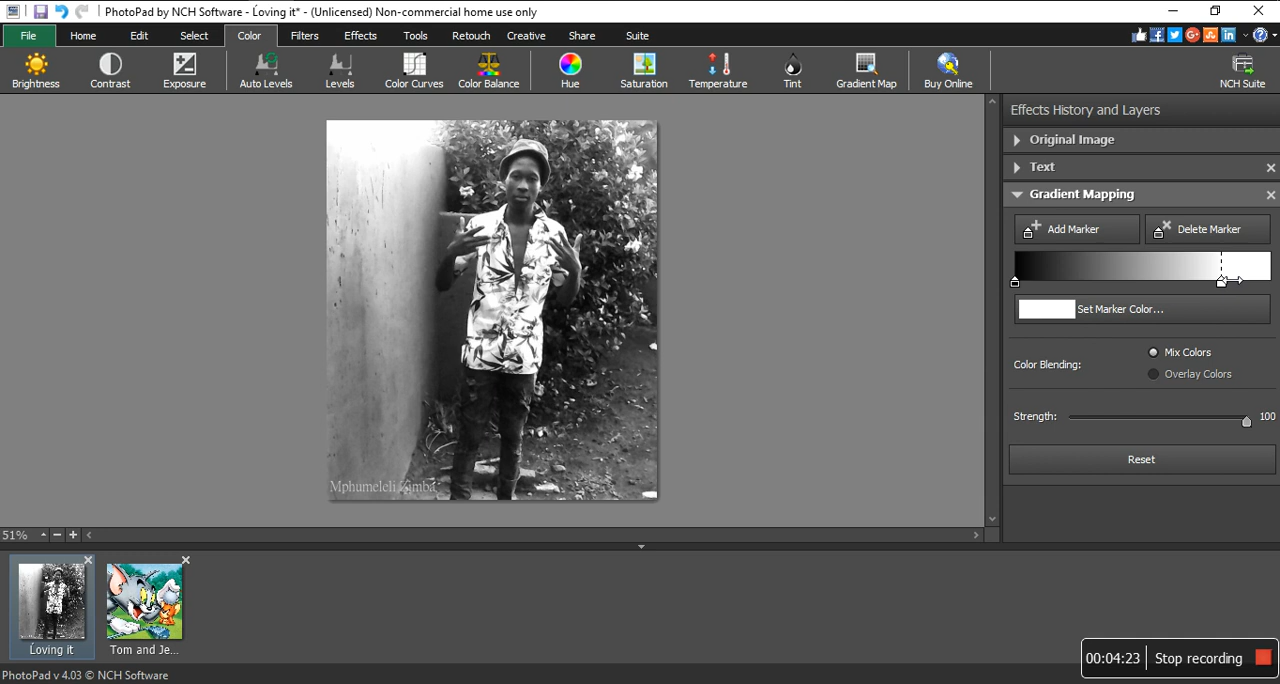 PhotoPad by NCH Software - Ĺoving it* - (Unlicensed) Non-commercial home use only
File Home Edit Select Color Filters Effects Tools Retouch Creative Share Suite
Brightness Contrast Exposure Auto Levels Levels Color Curves Color Balance Hue Saturation Temperature Tint Gradient Map Buy Online NCH Suite
Effects History and Layers
Original Image
Text
Gradient Mapping
Add Marker Delete Marker
Set Marker Color...
Color Blending: Mix Colors
Overlay Colors
Strength: 100
Reset
Mphumeleli Zimba
51%
Ĺoving it Tom and Je...
00:04:23 Stop recording
PhotoPad v 4.03 © NCH Software